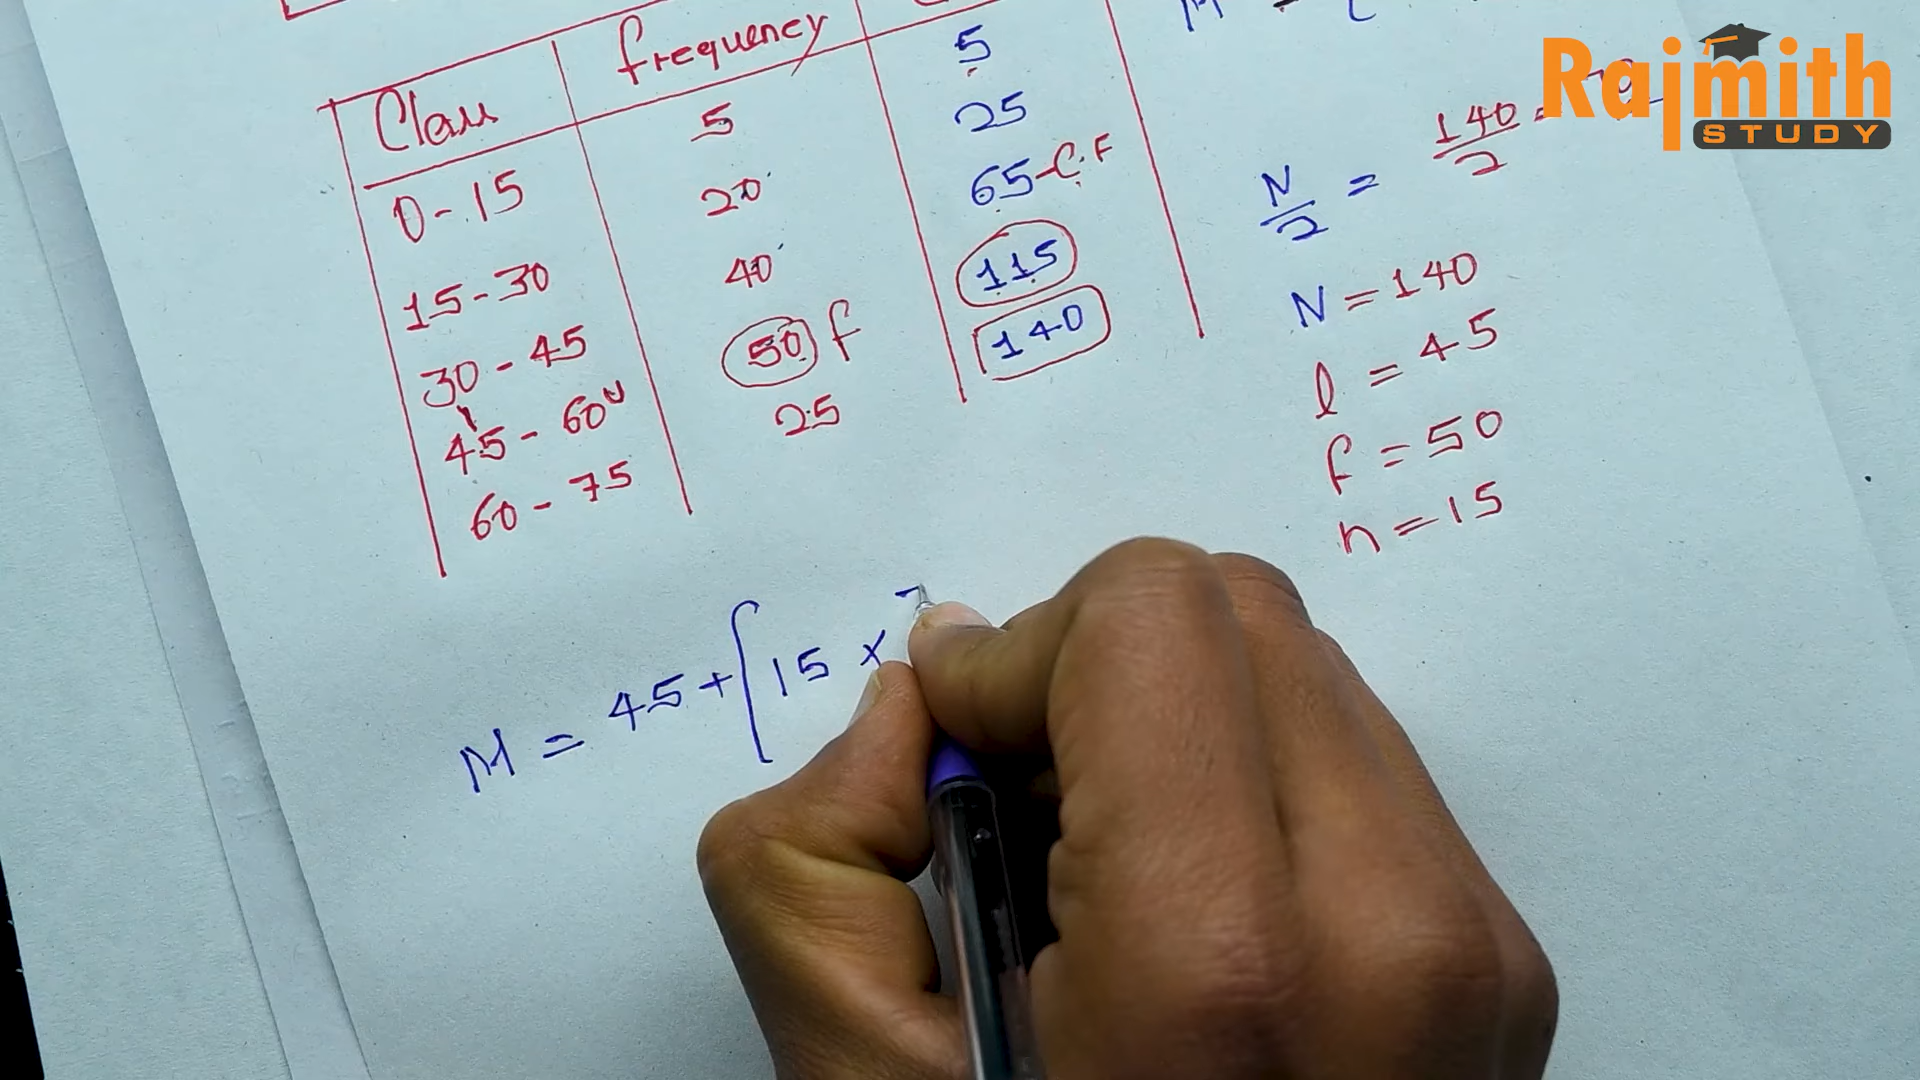 Class frequency
0-15 5 5
15-30 20 25
30-45 40 65-C.F
45-60 50 f 115
60-75 25 140
M =
N/2 = 140/2 =
N = 140
l = 45
f = 50
h = 15
M = 45 + [ 15 ×
Rajmith
STUDY